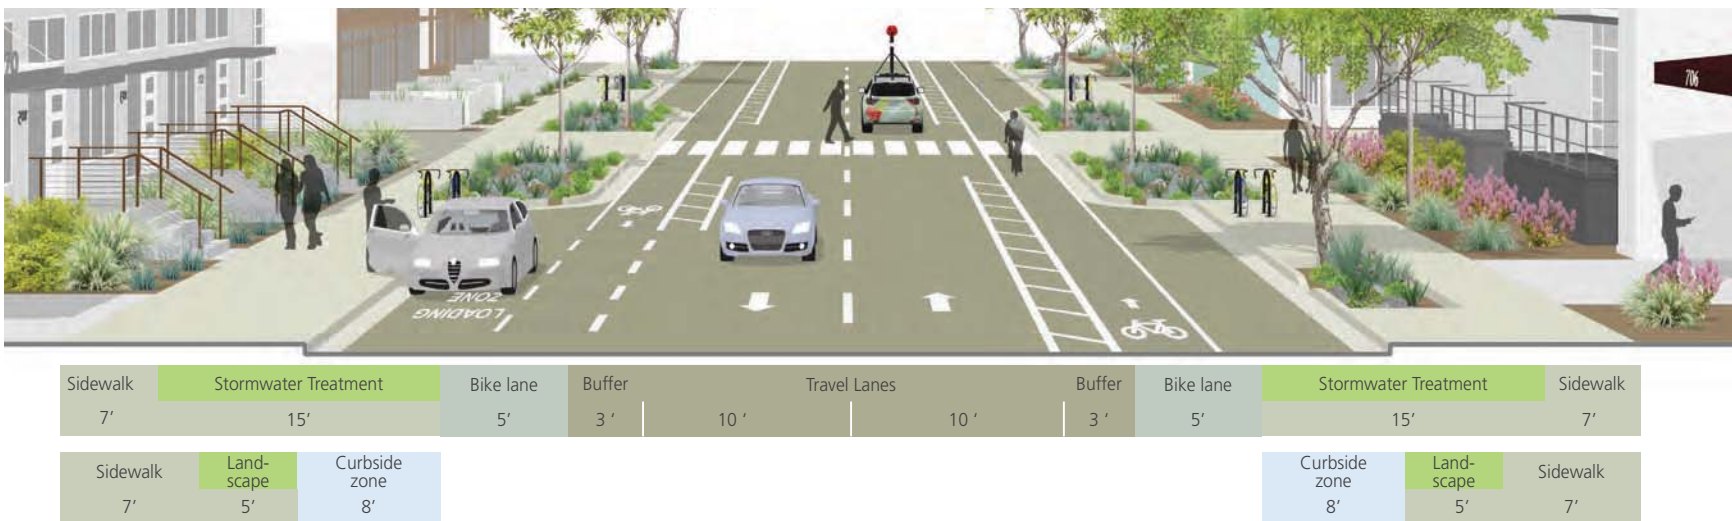 706
ZONE
LOADING
Sidewalk Stormwater Treatment Bike lane Buffer Travel Lanes Buffer Bike lane Stormwater Treatment Sidewalk
7′ 15′ 5′ 3 ′ 10 ′ 10 ′ 3 ′ 5′ 15′ 7′
Sidewalk Land-
scape Curbside
zone Curbside
zone Land-
scape Sidewalk
7′ 5′ 8′ 8′ 5′ 7′